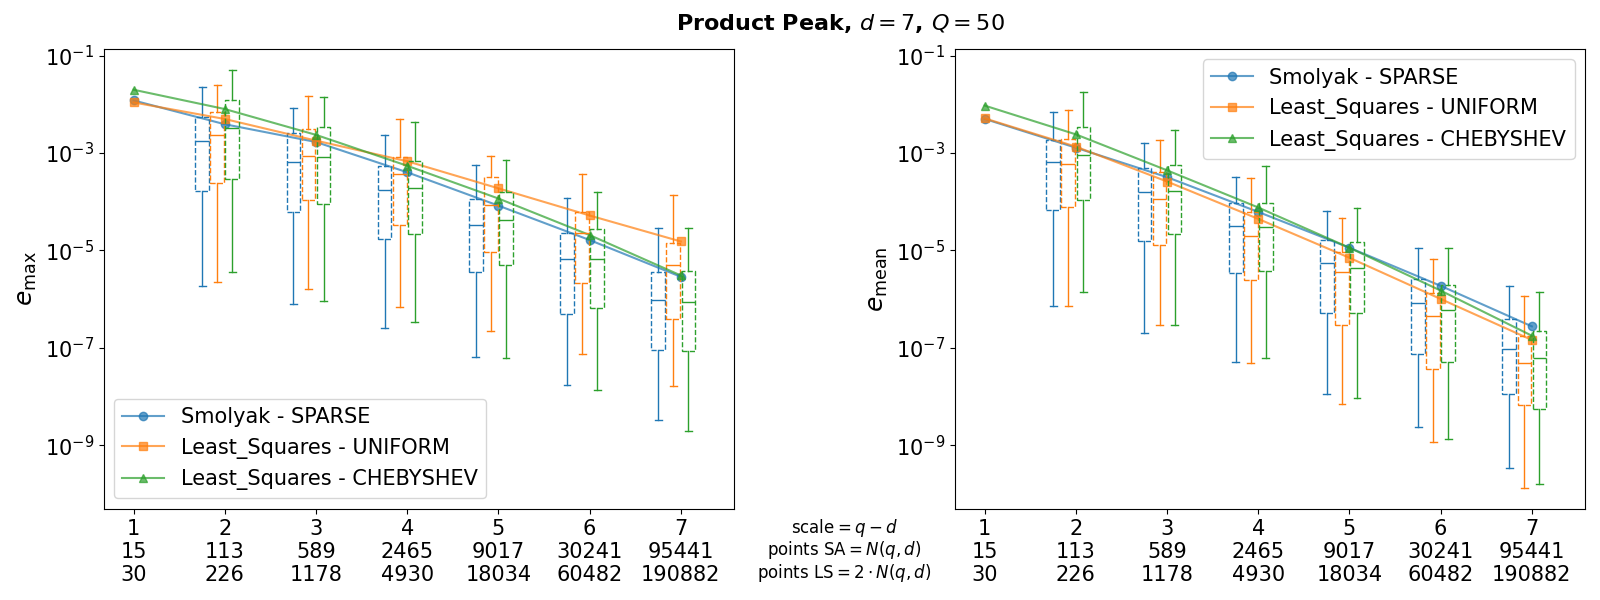 Product Peak, d = 7, Q = 50
10⁻¹
10⁻³
10⁻⁵
10⁻⁷
10⁻⁹
e_max
Smolyak - SPARSE
Least_Squares - UNIFORM
Least_Squares - CHEBYSHEV
1 2 3 4 5 6 7
15 113 589 2465 9017 30241 95441
30 226 1178 4930 18034 60482 190882
scale = q − d
points SA = N(q, d)
points LS = 2 · N(q, d)
10⁻¹
10⁻³
10⁻⁵
10⁻⁷
10⁻⁹
e_mean
Smolyak - SPARSE
Least_Squares - UNIFORM
Least_Squares - CHEBYSHEV
1 2 3 4 5 6 7
15 113 589 2465 9017 30241 95441
30 226 1178 4930 18034 60482 190882